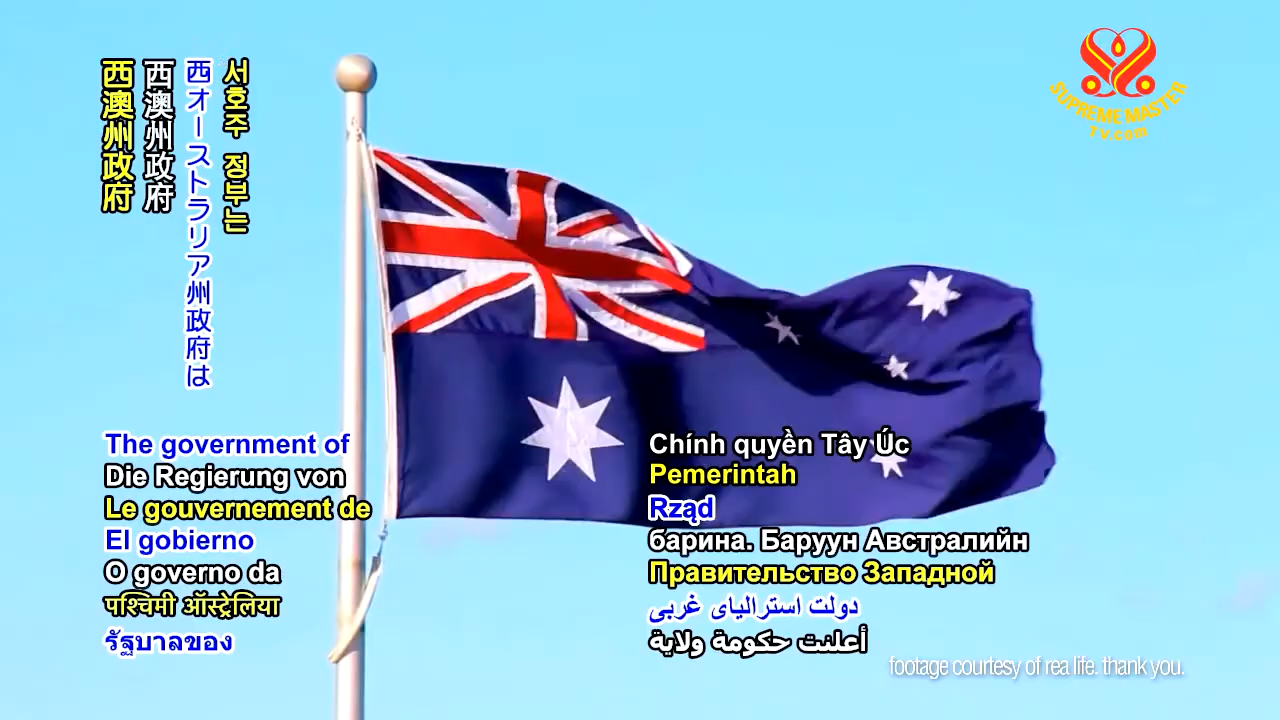 西澳州政府
西澳州政府
西オーストラリア州政府は
서호주 정부는
SUPREME MASTER
TV.com
The government of
Die Regierung von
Le gouvernement de
El gobierno
O governo da
पश्चिमी ऑस्ट्रेलिया
รัฐบาลของ
Chính quyền Tây Úc
Pemerintah
Rząd
барина. Баруун Австралийн
Правительство Западной
دولت استرالیای غربی
أعلنت حكومة ولاية
footage courtesy of rea life. thank you.